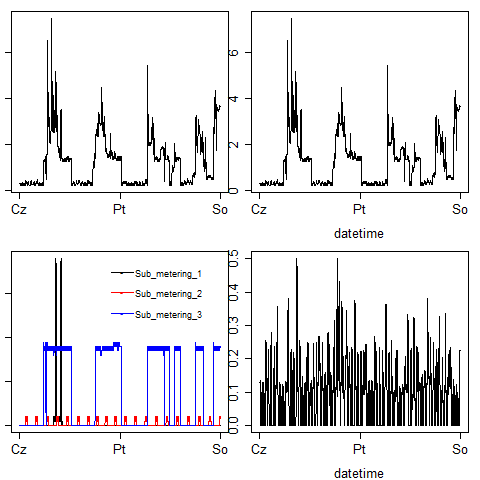 6
4
2
0
Cz Pt So
Cz Pt So
datetime
Sub_metering_1
Sub_metering_2
Sub_metering_3
0.5
0.4
0.3
0.2
0.1
0.0
Cz Pt So
Cz Pt So
datetime